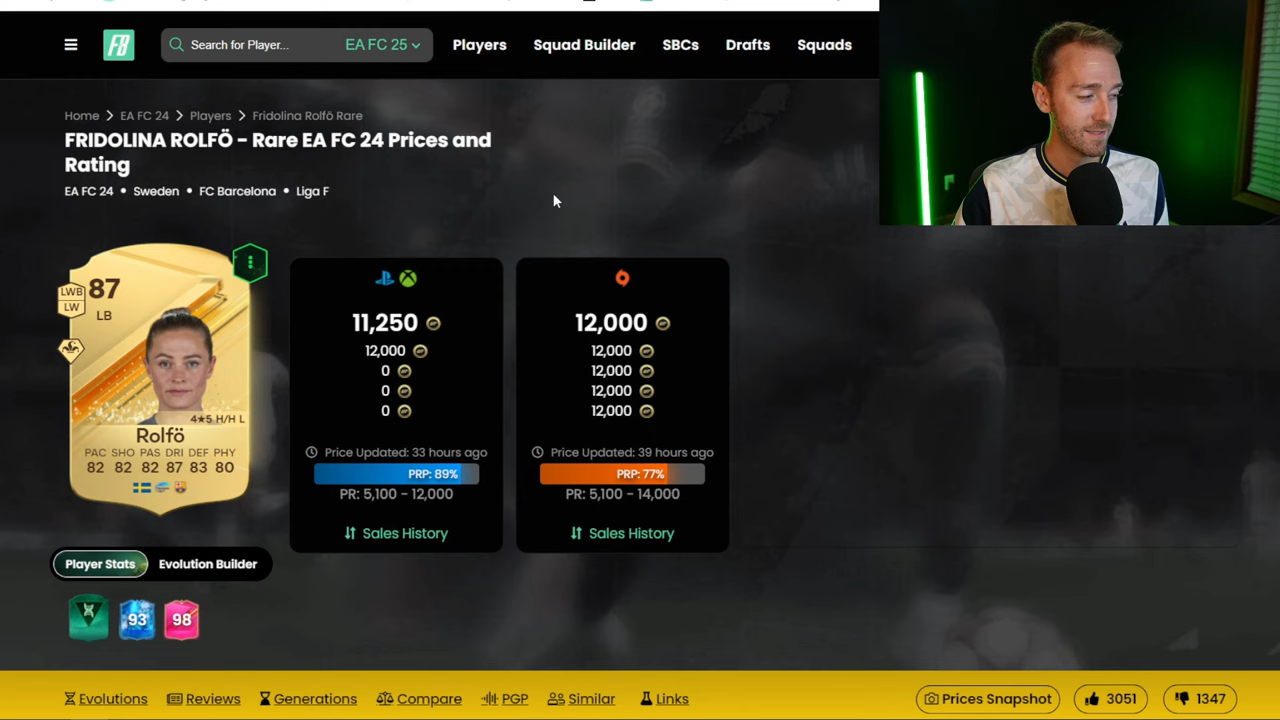 FB
Search for Player...
EA FC 25
Players
Squad Builder
SBCs
Drafts
Squads
Home > EA FC 24 > Players > Fridolina Rolfö Rare
FRIDOLINA ROLFÖ - Rare EA FC 24 Prices and
Rating
EA FC 24 • Sweden • FC Barcelona • Liga F
87
LB
LWB
LW
4★5 H/H L
Rolfö
PAC SHO PAS DRI DEF PHY
82 82 82 87 83 80
11,250
12,000
0
0
0
Price Updated: 33 hours ago
PRP: 89%
PR: 5,100 - 12,000
Sales History
12,000
12,000
12,000
12,000
12,000
Price Updated: 39 hours ago
PRP: 77%
PR: 5,100 - 14,000
Sales History
Player Stats
Evolution Builder
93
98
Evolutions
Reviews
Generations
Compare
PGP
Similar
Links
Prices Snapshot
3051
1347